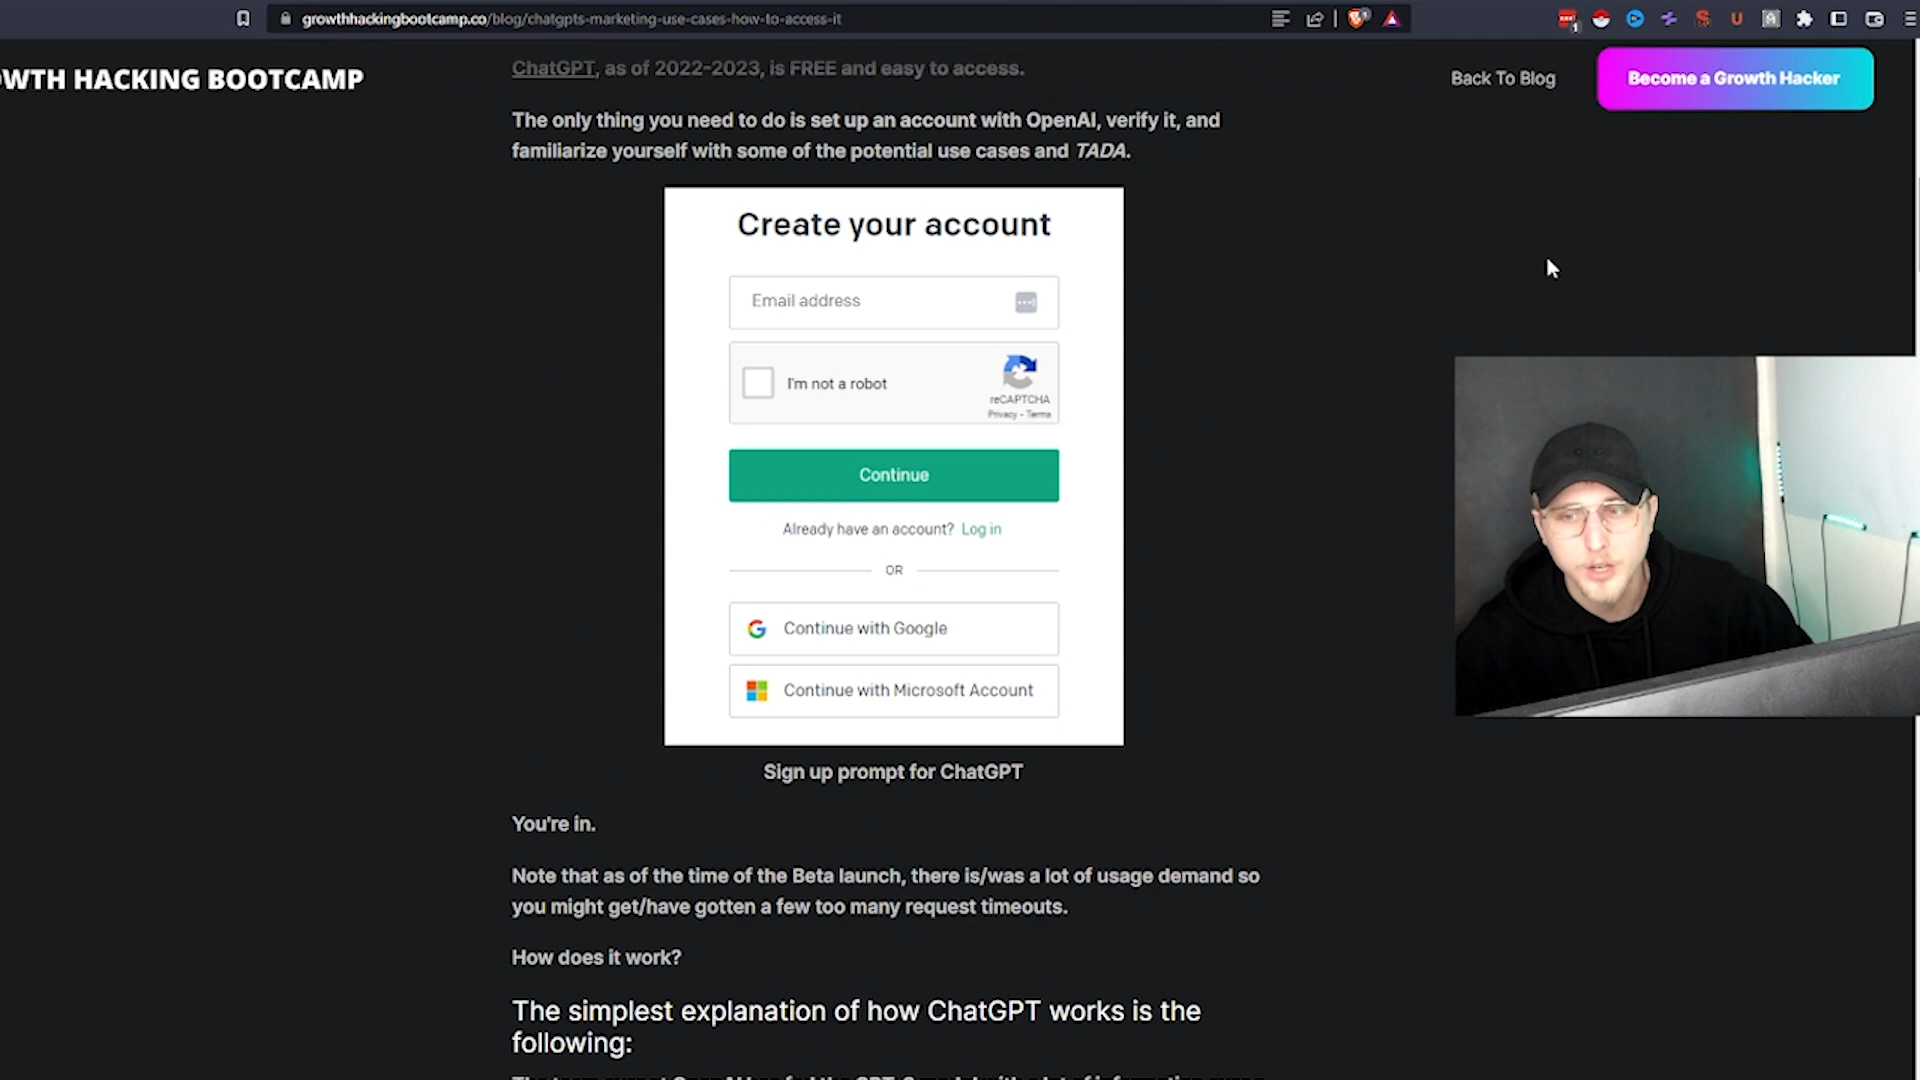 growthhackingbootcamp.co/blog/chatgpts-marketing-use-cases-how-to-access-it
1
WTH HACKING BOOTCAMP
Back To Blog
Become a Growth Hacker
ChatGPT, as of 2022-2023, is FREE and easy to access.
The only thing you need to do is set up an account with OpenAI, verify it, and
familiarize yourself with some of the potential use cases and TADA.
Create your account
Email address
I'm not a robot
reCAPTCHA
Privacy - Terms
Continue
Already have an account? Log in
OR
Continue with Google
Continue with Microsoft Account
Sign up prompt for ChatGPT
You're in.
Note that as of the time of the Beta launch, there is/was a lot of usage demand so
you might get/have gotten a few too many request timeouts.
How does it work?
The simplest explanation of how ChatGPT works is the
following: